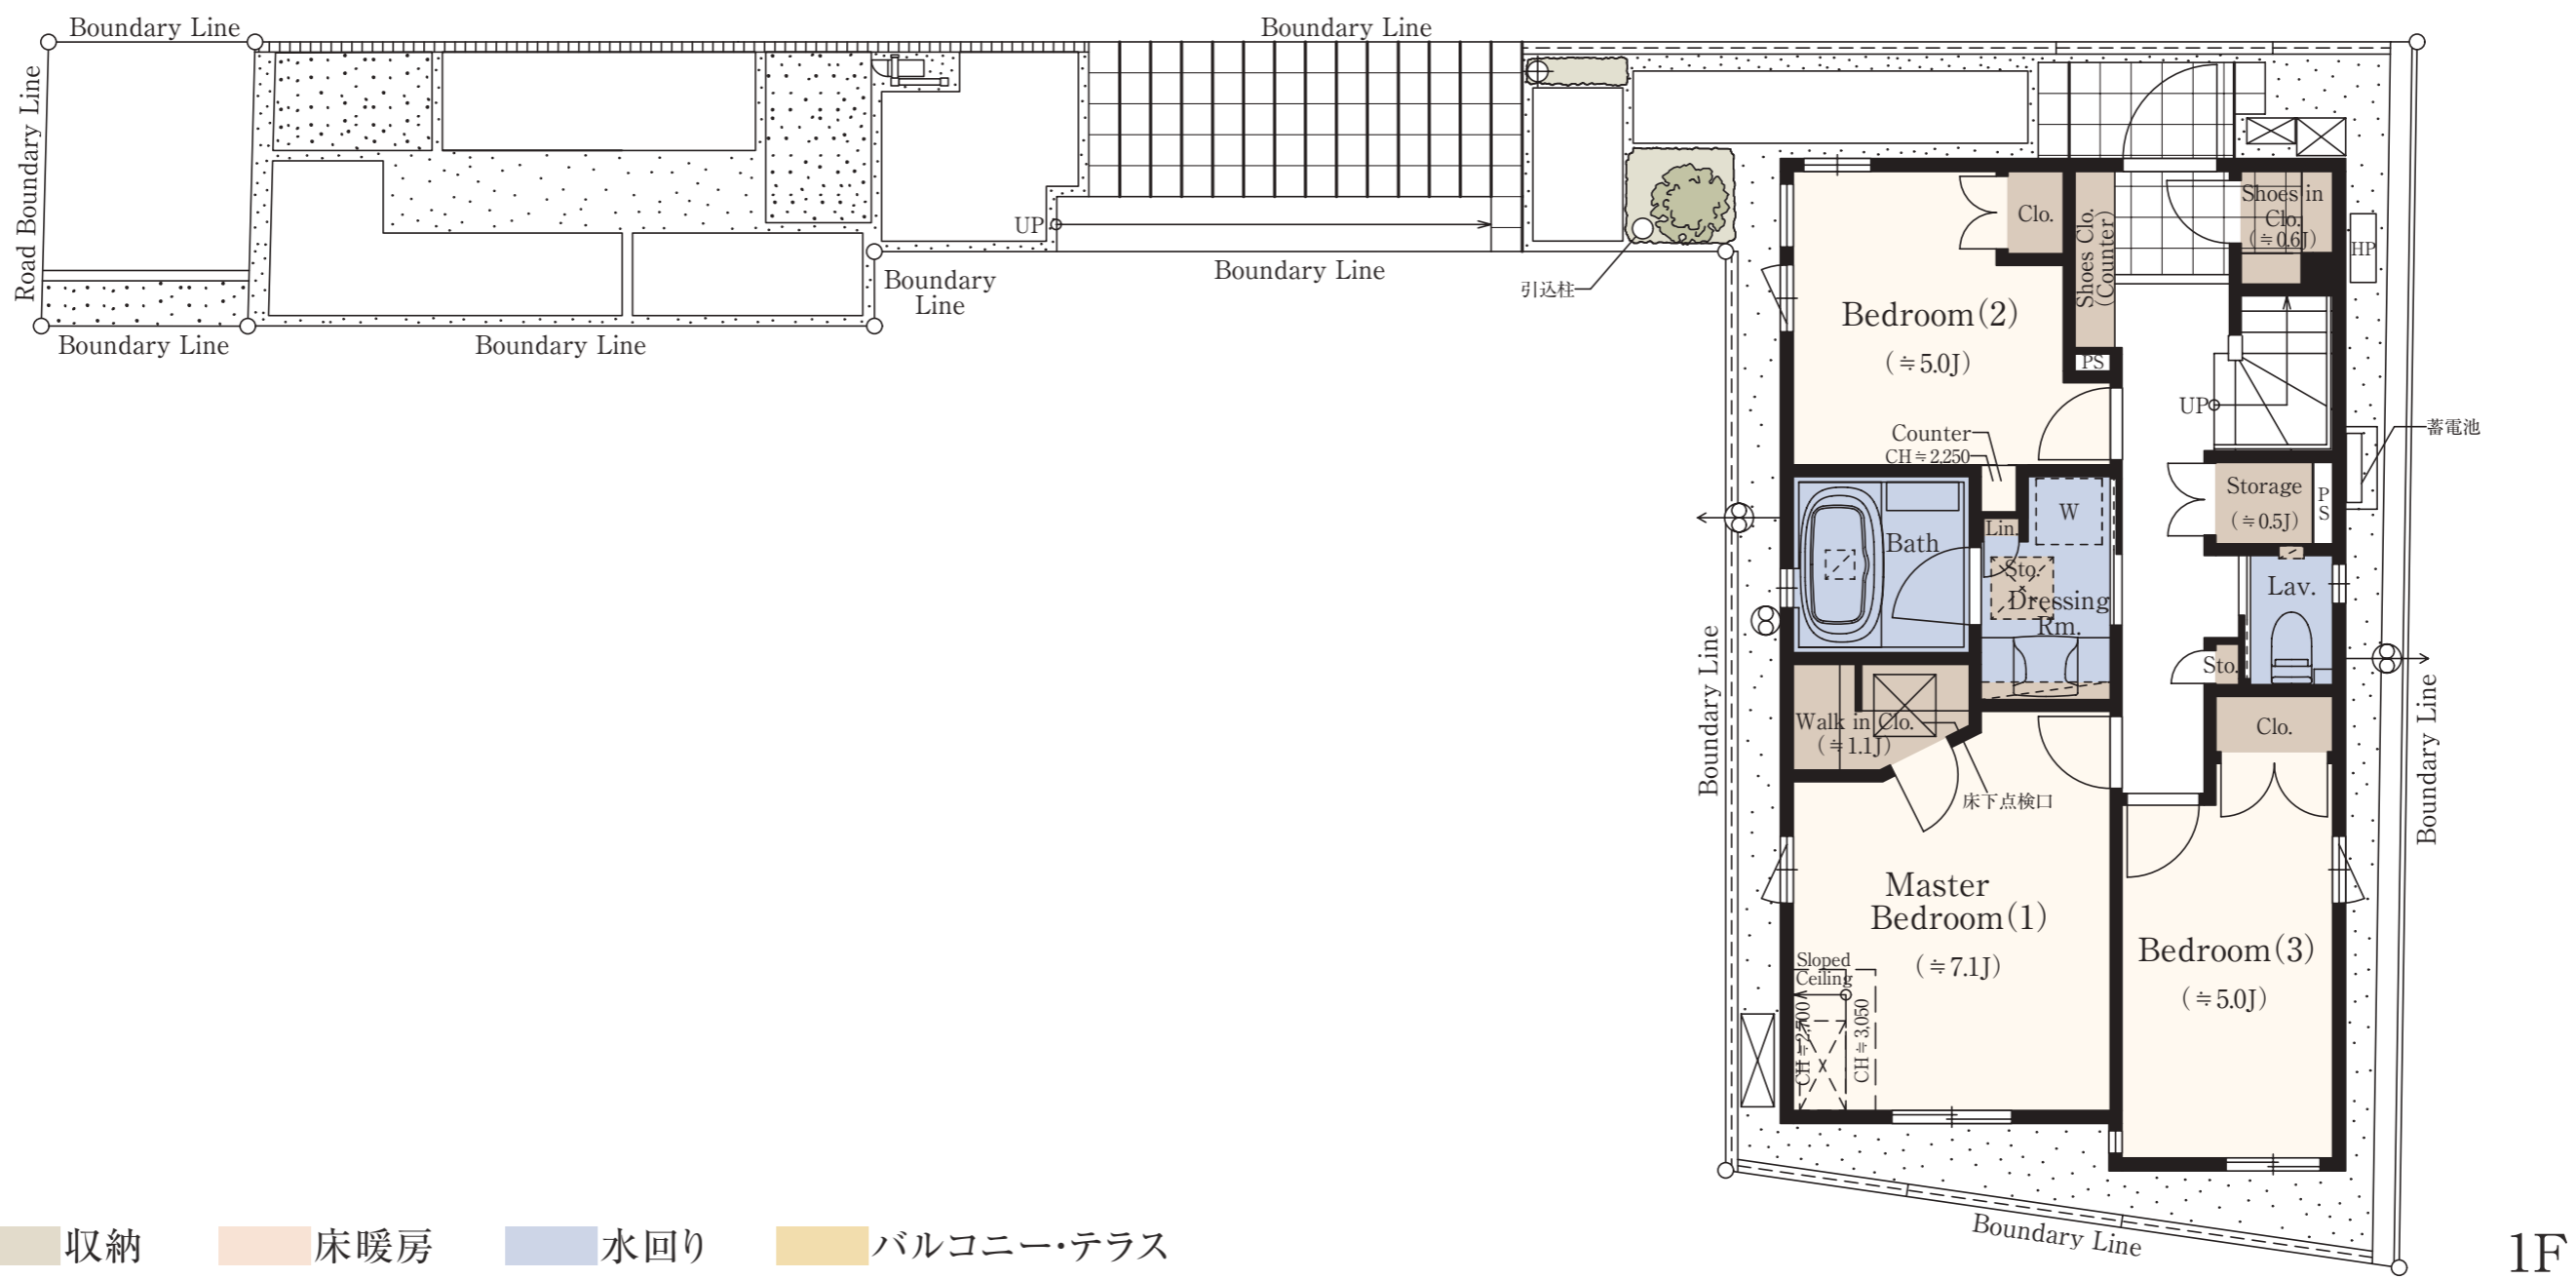 Boundary Line
Boundary Line
Road Boundary Line
UP
Boundary
Line
Boundary Line
Boundary Line
Boundary Line
引込柱
Clo.
Shoes Clo.
(Counter)
Shoes in
Clo.
(≒0.6J)
HP
Bedroom(2)
(≒5.0J)
PS
UP
蓄電池
Counter
CH≒2,250
Storage
(≒0.5J)
PS
W
Lin.
Bath
Sto.
Dressing
Rm.
Lav.
Sto.
Boundary Line
Walk in Clo.
(≒1.1J)
Clo.
Boundary Line
床下点検口
Master
Bedroom(1)
(≒7.1J)
Bedroom(3)
(≒5.0J)
Sloped
Ceiling
CH≒2,700
CH≒3,050
Boundary Line
収納
床暖房
水回り
バルコニー・テラス
1F